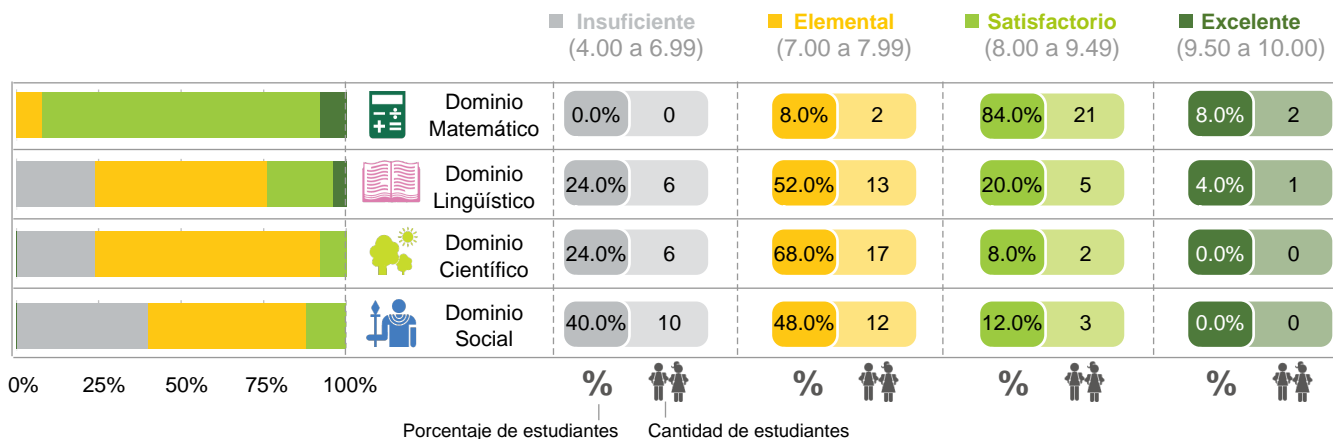 Insuficiente Elemental Satisfactorio Excelente
(4.00 a 6.99) (7.00 a 7.99) (8.00 a 9.49) (9.50 a 10.00)
Dominio
Matemático
0.0% 0 8.0% 2 84.0% 21 8.0% 2
Dominio
Lingüístico
24.0% 6 52.0% 13 20.0% 5 4.0% 1
Dominio
Científico
24.0% 6 68.0% 17 8.0% 2 0.0% 0
Dominio
Social
40.0% 10 48.0% 12 12.0% 3 0.0% 0
0% 25% 50% 75% 100% % % % %
Porcentaje de estudiantes Cantidad de estudiantes